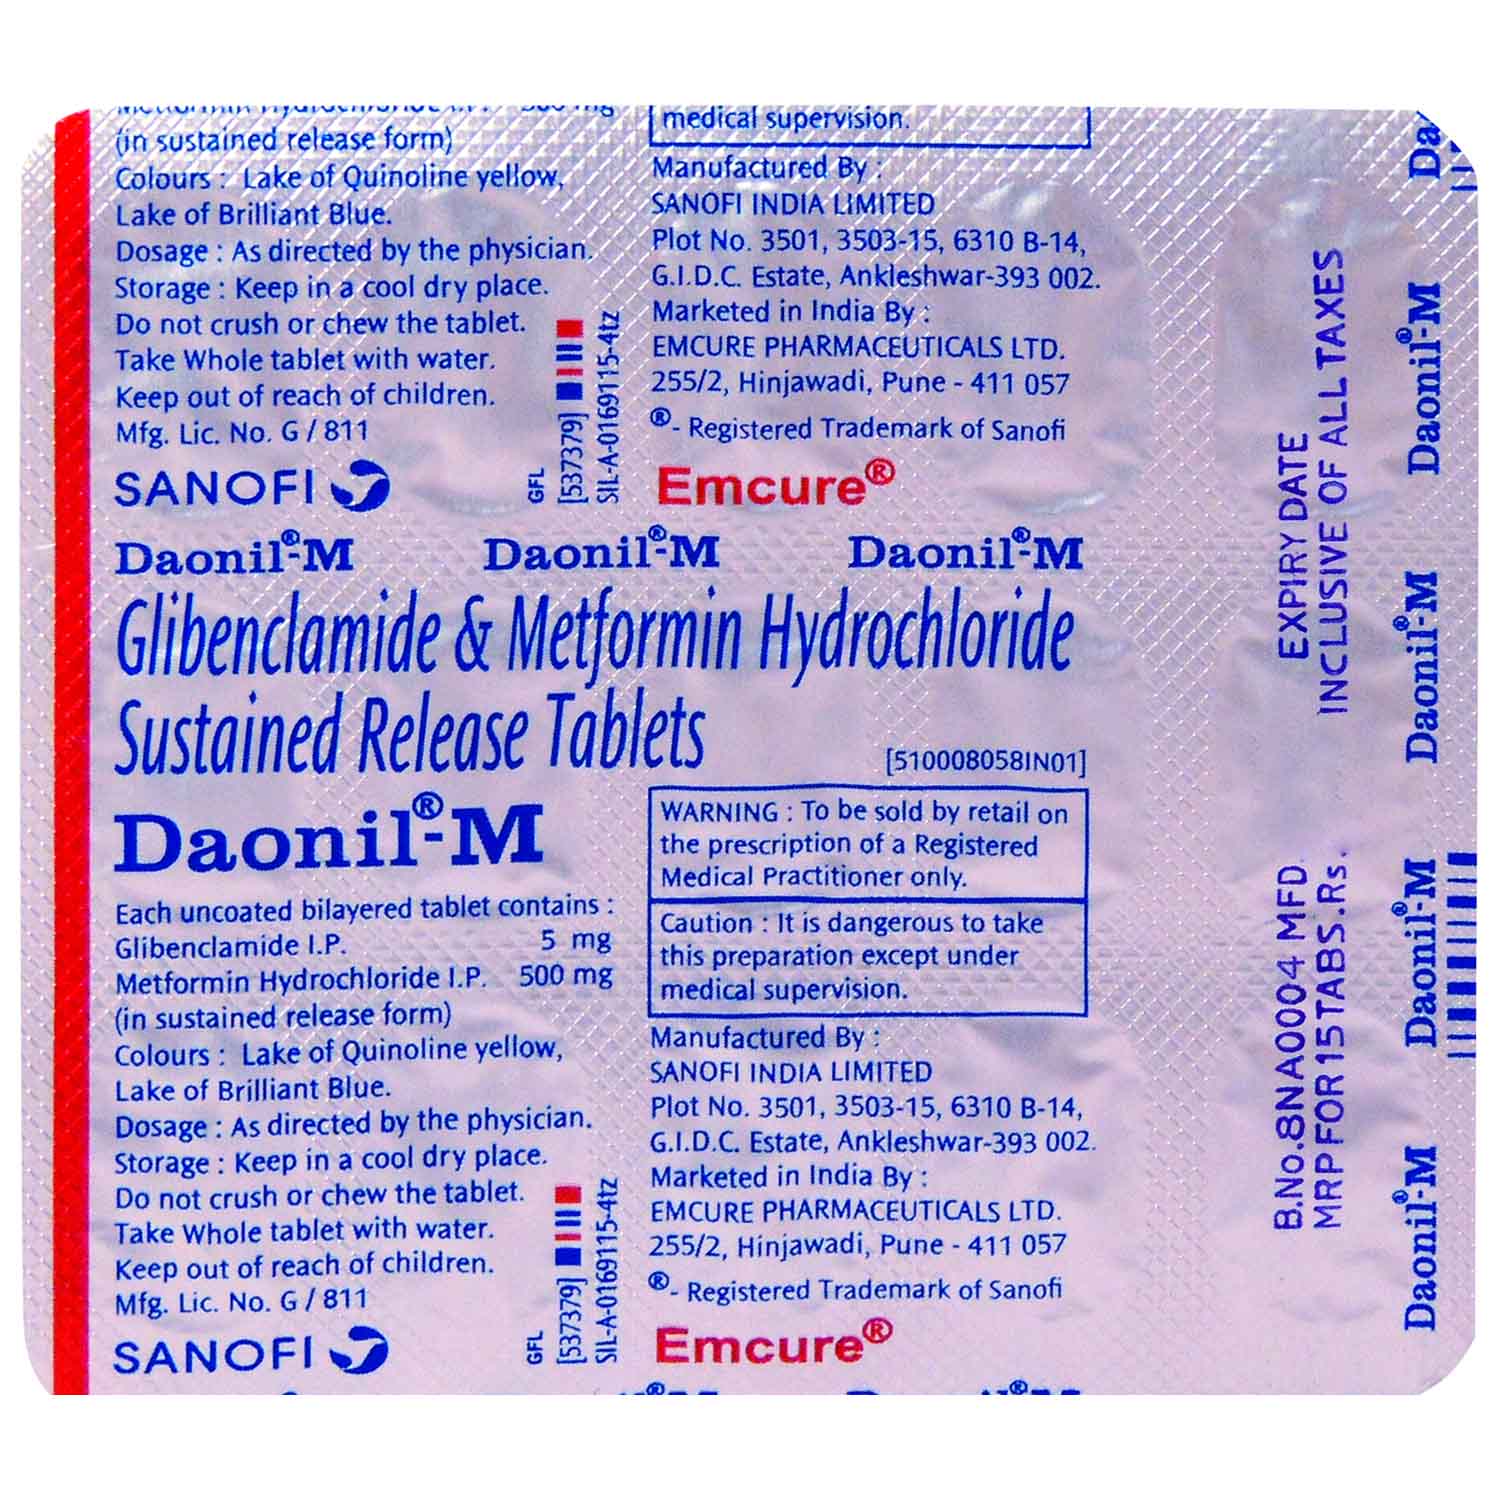 Metformin Hydrochloride I.P. 500 mg
(in sustained release form)
Colours : Lake of Quinoline yellow,
Lake of Brilliant Blue.
Dosage : As directed by the physician.
Storage : Keep in a cool dry place.
Do not crush or chew the tablet.
Take Whole tablet with water.
Keep out of reach of children.
Mfg. Lic. No. G / 811
SANOFI
GFL
[537379]
SIL-A-0169115-4tz
medical supervision.
Manufactured By :
SANOFI INDIA LIMITED
Plot No. 3501, 3503-15, 6310 B-14,
G.I.D.C. Estate, Ankleshwar-393 002.
Marketed in India By :
EMCURE PHARMACEUTICALS LTD.
255/2, Hinjawadi, Pune - 411 057
®- Registered Trademark of Sanofi
Emcure®
Daonil®-M Daonil®-M Daonil®-M
Glibenclamide & Metformin Hydrochloride
Sustained Release Tablets
[510008058IN01]
Daonil®-M
Each uncoated bilayered tablet contains :
Glibenclamide I.P. 5 mg
Metformin Hydrochloride I.P. 500 mg
(in sustained release form)
Colours : Lake of Quinoline yellow,
Lake of Brilliant Blue.
Dosage : As directed by the physician.
Storage : Keep in a cool dry place.
Do not crush or chew the tablet.
Take Whole tablet with water.
Keep out of reach of children.
Mfg. Lic. No. G / 811
SANOFI
GFL
[537379]
SIL-A-0169115-4tz
WARNING : To be sold by retail on
the prescription of a Registered
Medical Practitioner only.
Caution : It is dangerous to take
this preparation except under
medical supervision.
Manufactured By :
SANOFI INDIA LIMITED
Plot No. 3501, 3503-15, 6310 B-14,
G.I.D.C. Estate, Ankleshwar-393 002.
Marketed in India By :
EMCURE PHARMACEUTICALS LTD.
255/2, Hinjawadi, Pune - 411 057
®- Registered Trademark of Sanofi
Emcure®
B.No.8NA0004 MFD. EXPIRY DATE
MRP FOR 15TABS.Rs. INCLUSIVE OF ALL TAXES
Daonil®-M Daonil®-M Daonil®-M Daonil®-M Da